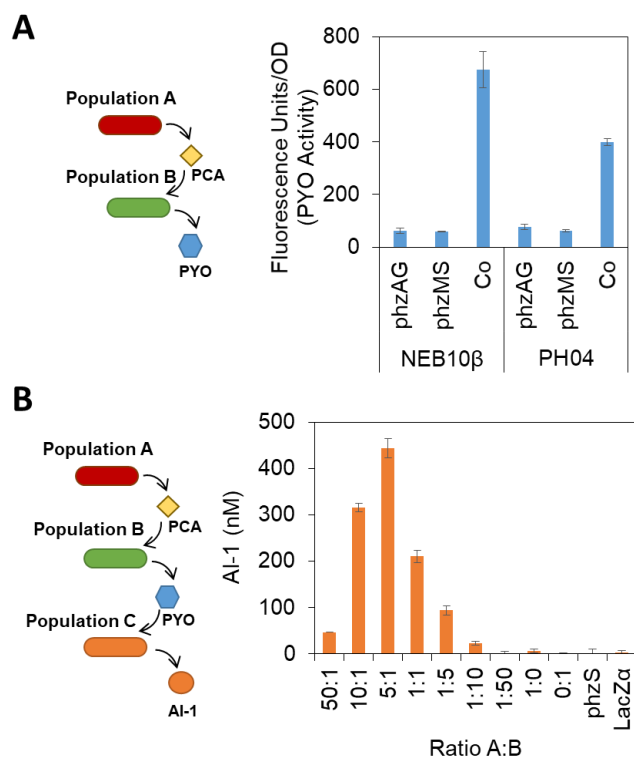 A
Population A
PCA
Population B
PYO
Fluorescence Units/OD
(PYO Activity)
800
600
400
200
0
phzAG
phzMS
Co
phzAG
phzMS
Co
NEB10β
PH04
B
Population A
PCA
Population B
PYO
Population C
AI-1
AI-1 (nM)
500
400
300
200
100
0
50:1
10:1
5:1
1:1
1:5
1:10
1:50
1:0
0:1
phzS
LacZα
Ratio A:B